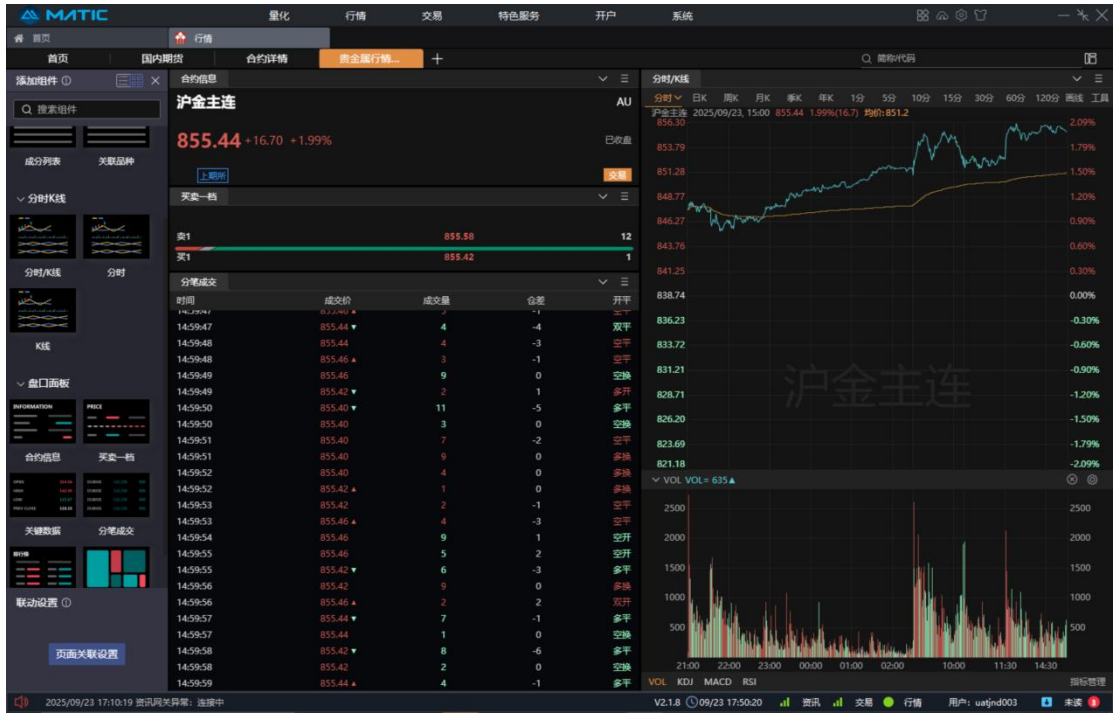 MATIC 量化 行情 交易 特色服务 开户 系统
首页 行情
首页 国内期货 合约详情 贵金属行情... + 简称/代码
添加组件
搜索组件
成分列表 关联品种
分时K线
分时/K线 分时
K线
盘口面板
INFORMATION PRICE
合约信息 买卖一档
关键数据 分笔成交
联动设置
页面关联设置
合约信息
沪金主连 AU
855.44 +16.70 +1.99% 已收盘
上期所 交易
买卖一档
卖1 855.58 12
买1 855.42 1
分笔成交
时间 成交价 成交量 仓差 开平
14:59:47 855.44▼ 4 -4 双平
14:59:48 855.44 4 -3 空平
14:59:48 855.46▲ 3 -1 空平
14:59:49 855.46 9 0 空换
14:59:49 855.42▼ 2 1 多开
14:59:50 855.40▼ 11 -5 多平
14:59:50 855.40 3 0 空换
14:59:51 855.40 7 -2 空平
14:59:51 855.40 9 0 多换
14:59:52 855.40 4 0 多换
14:59:52 855.42▲ 1 0 多换
14:59:53 855.42 2 -1 空平
14:59:53 855.46▲ 4 -3 空平
14:59:54 855.46 9 1 空开
14:59:55 855.46 5 2 空开
14:59:55 855.42▼ 6 -3 多平
14:59:56 855.42 9 0 多换
14:59:56 855.46▲ 2 2 双开
14:59:57 855.44▼ 7 -1 多平
14:59:57 855.44 1 0 空换
14:59:58 855.42▼ 8 -6 多平
14:59:58 855.42 2 0 空换
14:59:59 855.44▲ 4 -1 多平
分时/K线
分时 日K 周K 月K 季K 年K 1分 5分 10分 15分 30分 60分 120分 画线 工具
沪金主连 2025/09/23, 15:00 855.44 1.99%(16.7) 均价:851.2
856.30 2.09%
853.79 1.79%
851.28 1.50%
848.77 1.20%
846.27 0.90%
843.76 0.60%
841.25 0.30%
838.74 0.00%
836.23 -0.30%
833.72 -0.60%
831.21 -0.90%
828.71 -1.20%
826.20 -1.50%
823.69 -1.79%
821.18 -2.09%
沪金主连
VOL VOL= 635▲
2500 2500
2000 2000
1500 1500
1000 1000
500 500
21:00 22:00 23:00 00:00 01:00 02:00 10:00 11:30 14:30
VOL KDJ MACD RSI 指标管理
2025/09/23 17:10:19 资讯网关异常：连接中 V2.1.8 09/23 17:50:20 资讯 交易 行情 用户：uatjnd003 未读 1